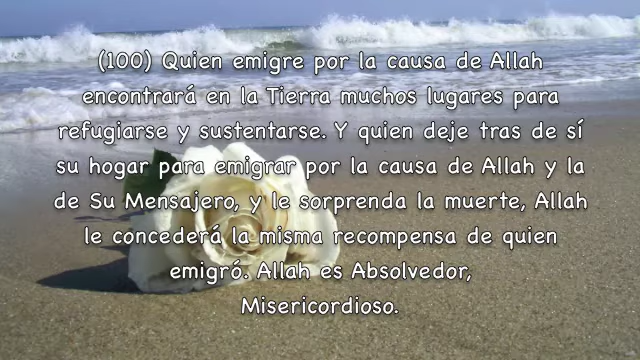 (100) Quien emigre por la causa de Allah
encontrará en la Tierra muchos lugares para
refugiarse y sustentarse. Y quien deje tras de sí
su hogar para emigrar por la causa de Allah y la
de Su Mensajero, y le sorprenda la muerte, Allah
le concederá la misma recompensa de quien
emigró. Allah es Absolvedor,
Misericordioso.